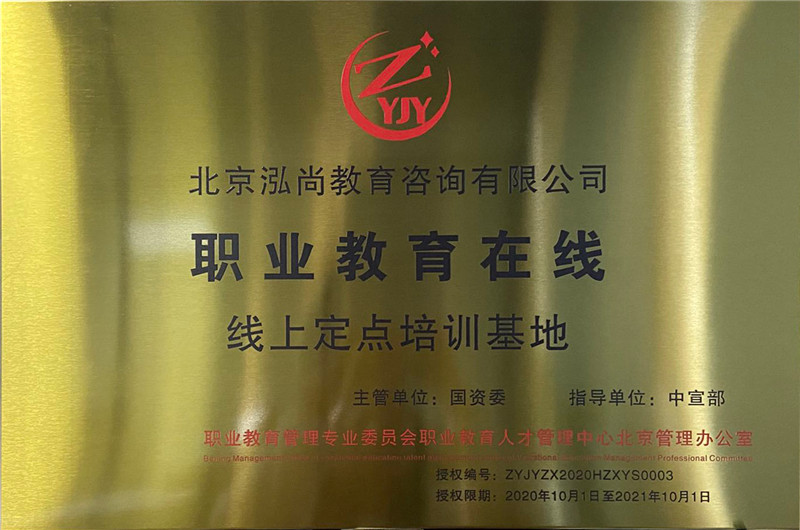 ZYJY
北京泓尚教育咨询有限公司
职业教育在线
线上定点培训基地
主管单位：国资委 指导单位：中宣部
职业教育管理专业委员会职业教育人才管理中心北京管理办公室
Management Professional Committee
授权编号：ZYJYZX2020HZXYS0003
授权限期：2020年10月1日至2021年10月1日